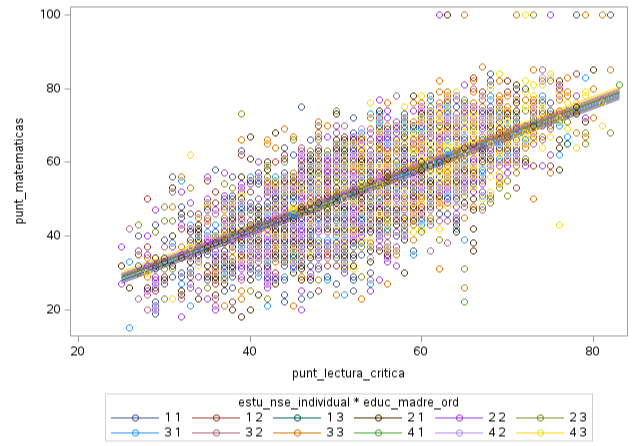 100
80
60
40
20
punt_matematicas
20 40 60 80
punt_lectura_critica
estu_nse_individual * educ_madre_ord
1 1 1 2 1 3 2 1 2 2 2 3
3 1 3 2 3 3 4 1 4 2 4 3